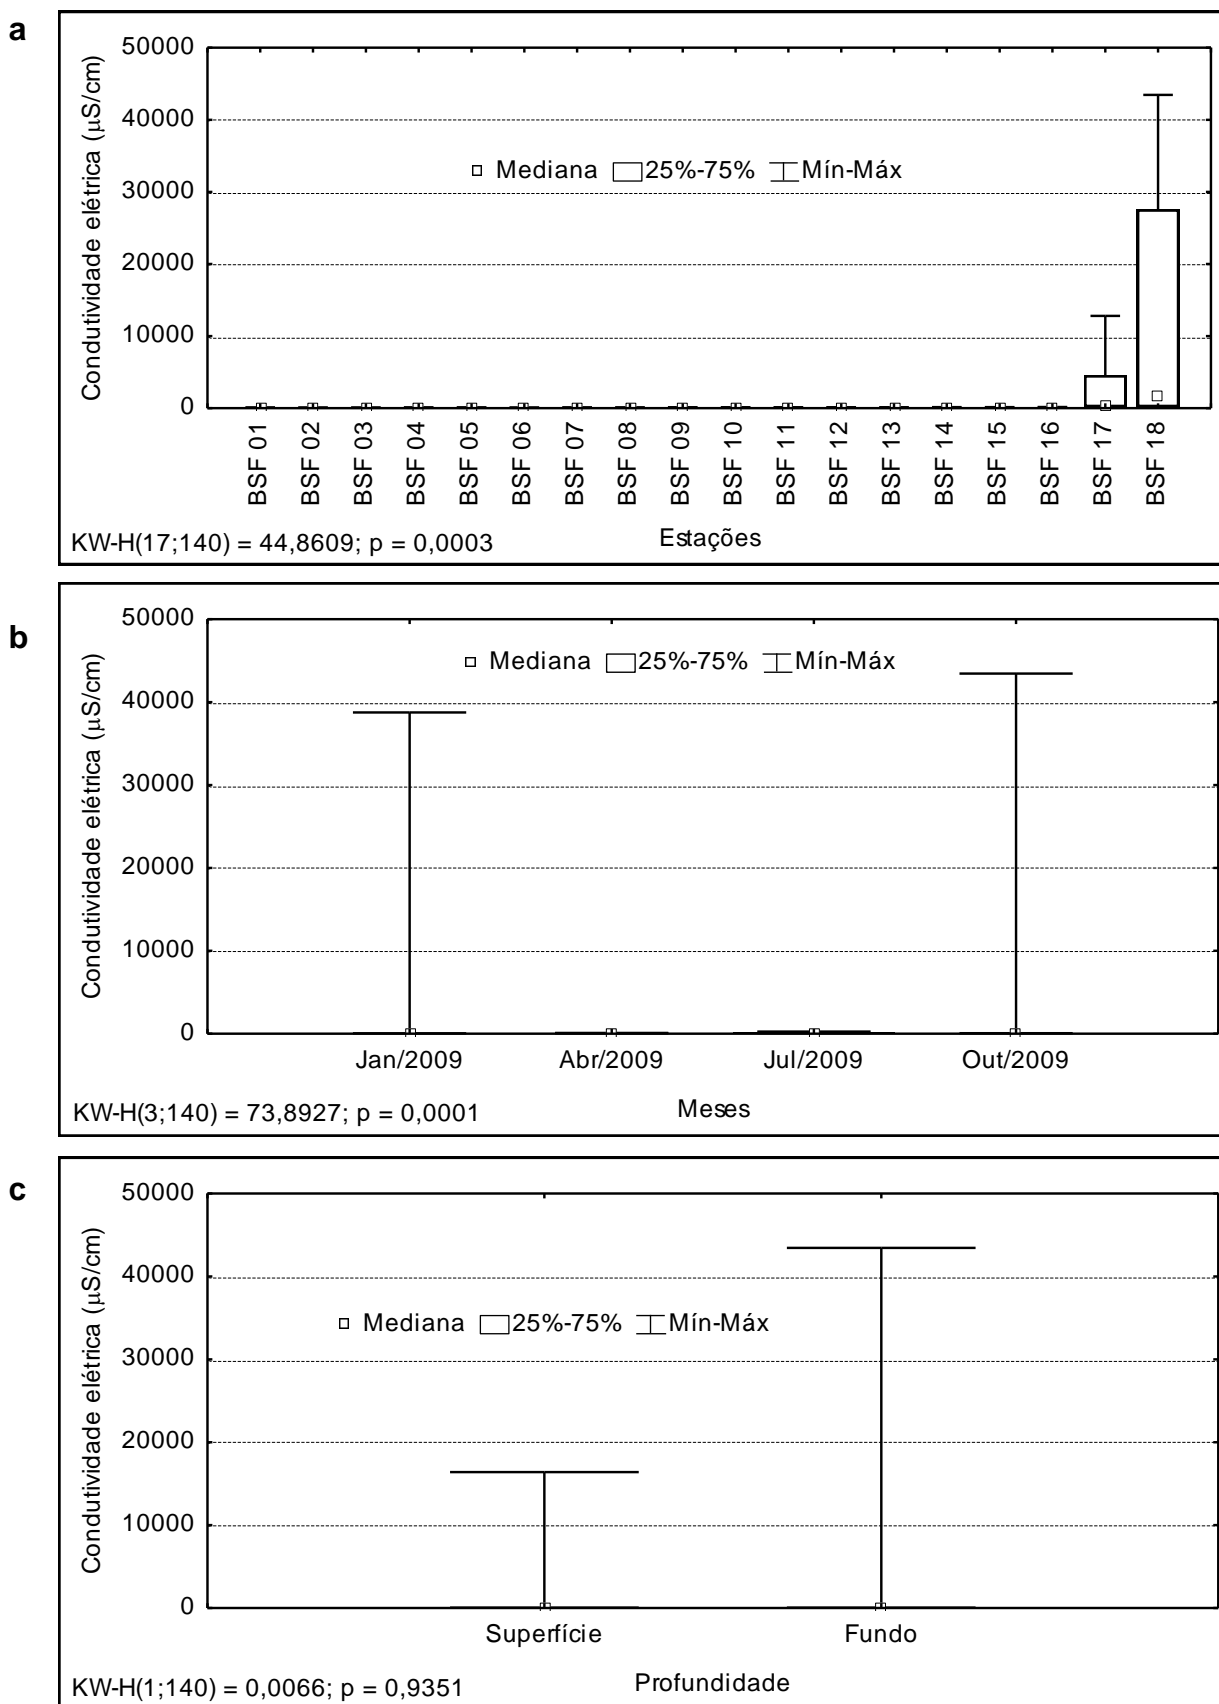 a
Condutividade elétrica (μS/cm)
50000
40000
30000
20000
10000
0
Mediana 25%-75% Mín-Máx
BSF 01
BSF 02
BSF 03
BSF 04
BSF 05
BSF 06
BSF 07
BSF 08
BSF 09
BSF 10
BSF 11
BSF 12
BSF 13
BSF 14
BSF 15
BSF 16
BSF 17
BSF 18
Estações
KW-H(17;140) = 44,8609; p = 0,0003
b
Condutividade elétrica (μS/cm)
50000
40000
30000
20000
10000
0
Mediana 25%-75% Mín-Máx
Jan/2009 Abr/2009 Jul/2009 Out/2009
Meses
KW-H(3;140) = 73,8927; p = 0,0001
c
Condutividade elétrica (μS/cm)
50000
40000
30000
20000
10000
0
Mediana 25%-75% Mín-Máx
Superfície Fundo
Profundidade
KW-H(1;140) = 0,0066; p = 0,9351